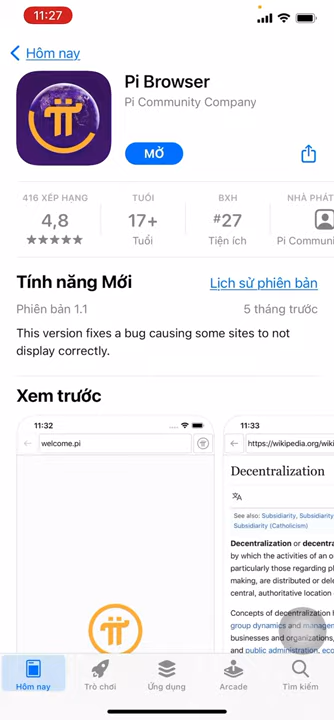 11:27
Hôm nay
Pi Browser
Pi Community Company
MỞ
416 XẾP HẠNG
TUỔI
BXH
NHÀ PHÁT
4,8
17+
#27
Tuổi
Tiện ích
Pi Communi
Tính năng Mới
Lịch sử phiên bản
Phiên bản 1.1
5 tháng trước
This version fixes a bug causing some sites to not
display correctly.
Xem trước
11:32
welcome.pi
11:33
https://wikipedia.org/wiki
Decentralization
See also: Subsidiarity, Subsidiarity
Subsidiarity (Catholicism)
Decentralization or decentra
by which the activities of an o
particularly those regarding pl
making, are distributed or dele
central, authoritative location
Concepts of decentralization h
group dynamics and manage
businesses and organizations,
and public administration, eco
Hôm nay
Trò chơi
Ứng dụng
Arcade
Tìm kiếm